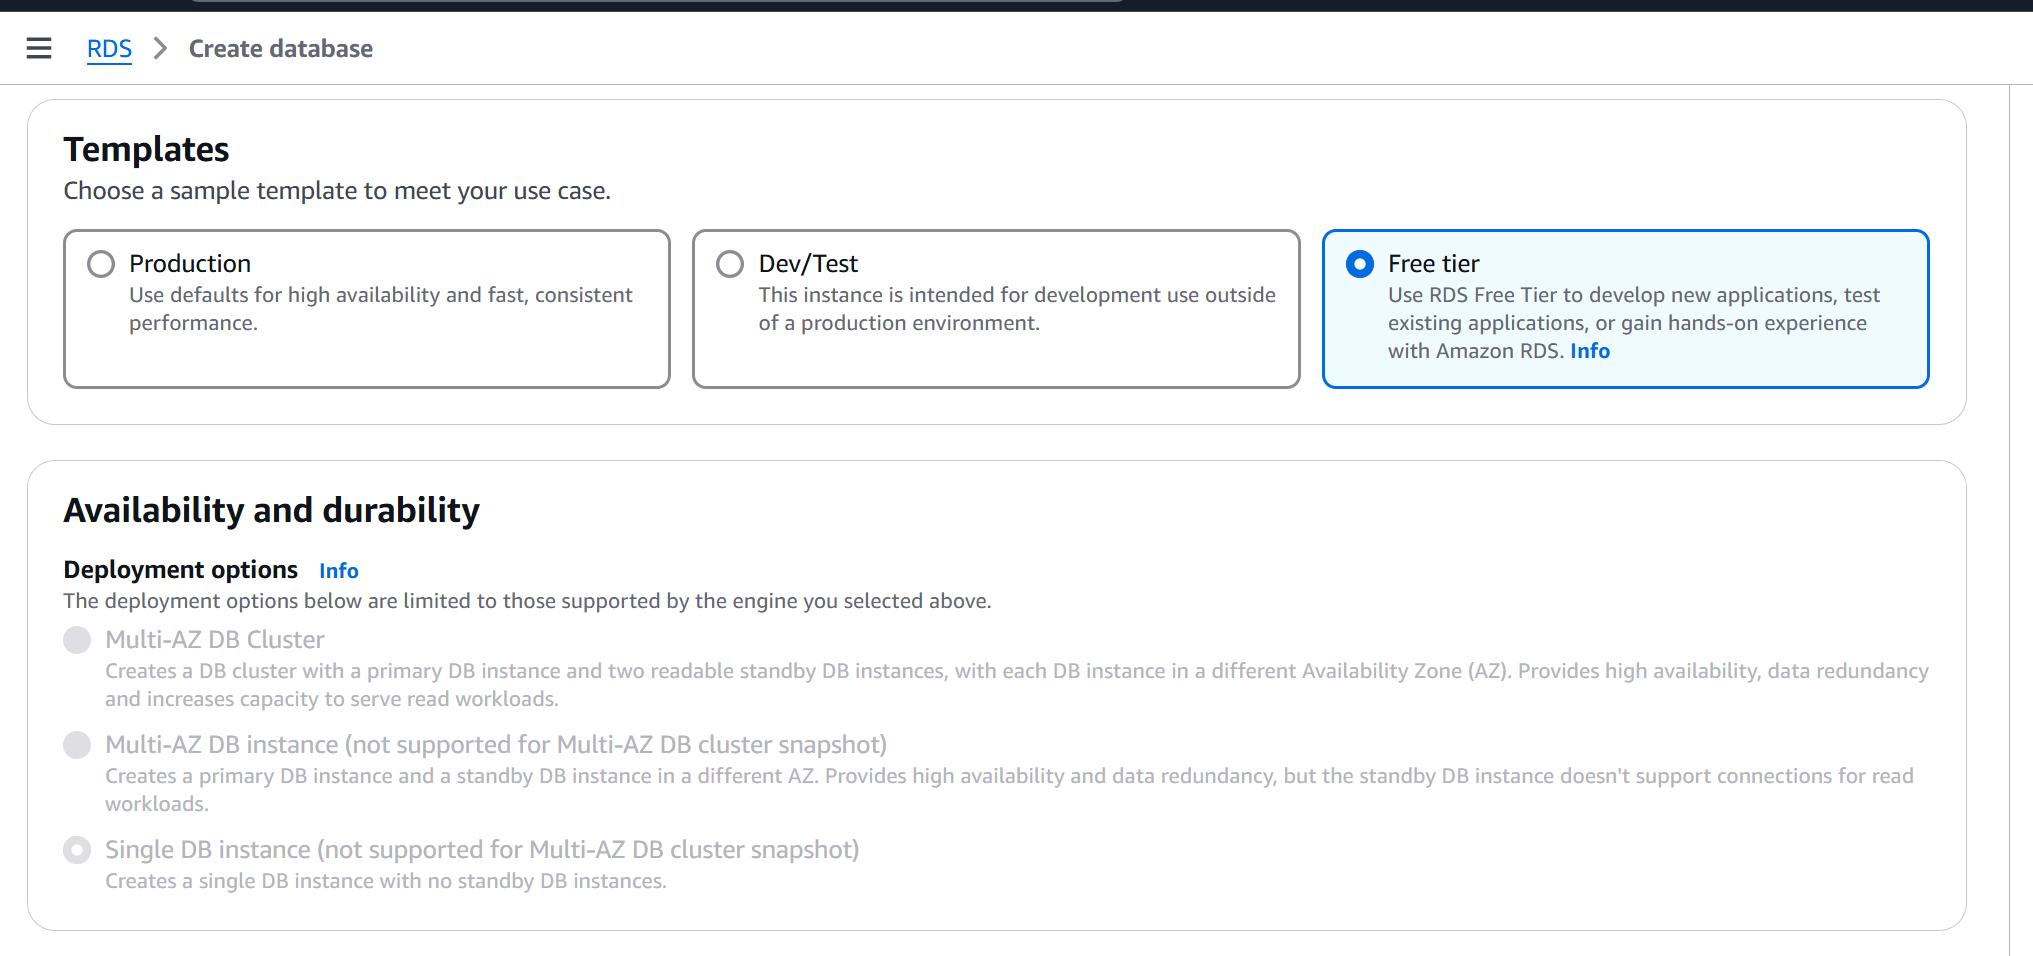 RDS > Create database
Templates
Choose a sample template to meet your use case.
Production
Use defaults for high availability and fast, consistent
performance.
Dev/Test
This instance is intended for development use outside
of a production environment.
Free tier
Use RDS Free Tier to develop new applications, test
existing applications, or gain hands-on experience
with Amazon RDS. Info
Availability and durability
Deployment options Info
The deployment options below are limited to those supported by the engine you selected above.
Multi-AZ DB Cluster
Creates a DB cluster with a primary DB instance and two readable standby DB instances, with each DB instance in a different Availability Zone (AZ). Provides high availability, data redundancy
and increases capacity to serve read workloads.
Multi-AZ DB instance (not supported for Multi-AZ DB cluster snapshot)
Creates a primary DB instance and a standby DB instance in a different AZ. Provides high availability and data redundancy, but the standby DB instance doesn't support connections for read
workloads.
Single DB instance (not supported for Multi-AZ DB cluster snapshot)
Creates a single DB instance with no standby DB instances.